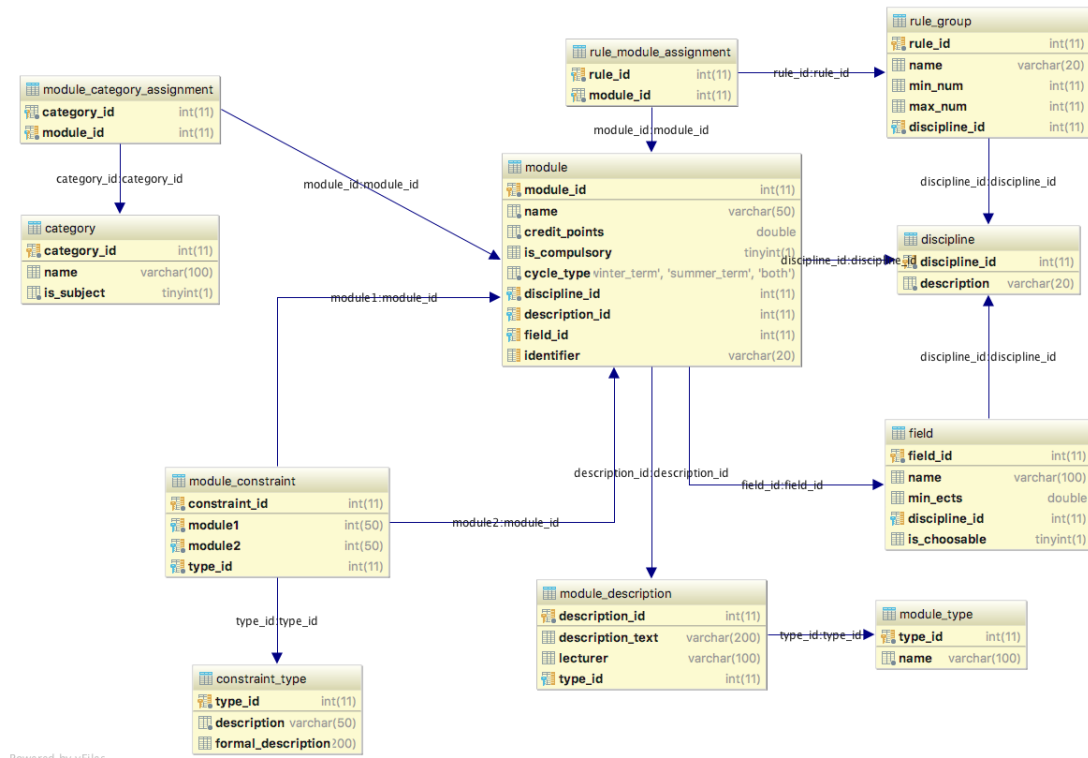 rule_group
rule_id int(11)
name varchar(20)
min_num int(11)
max_num int(11)
discipline_id int(11)
rule_module_assignment
rule_id int(11)
module_id int(11)
rule_id:rule_id
module_category_assignment
category_id int(11)
module_id int(11)
module_id:module_id
category_id:category_id
module_id:module_id
discipline_id:discipline_id
module
module_id int(11)
name varchar(50)
credit_points double
is_compulsory tinyint(1)
cycle_type winter_term', 'summer_term', 'both')
discipline_id int(11)
description_id int(11)
field_id int(11)
identifier varchar(20)
category
category_id int(11)
name varchar(100)
is_subject tinyint(1)
discipline
discipline_id int(11)
description varchar(20)
discipline_id:discipline_id
module1:module_id
discipline_id:discipline_id
field
field_id int(11)
name varchar(100)
min_ects double
discipline_id int(11)
is_choosable tinyint(1)
module_constraint
constraint_id int(11)
module1 int(50)
module2 int(50)
type_id int(11)
description_id:description_id
field_id:field_id
module2:module_id
module_description
description_id int(11)
description_text varchar(200)
lecturer varchar(100)
type_id int(11)
type_id:type_id
module_type
type_id int(11)
name varchar(100)
type_id:type_id
constraint_type
type_id int(11)
description varchar(50)
formal_description 200)